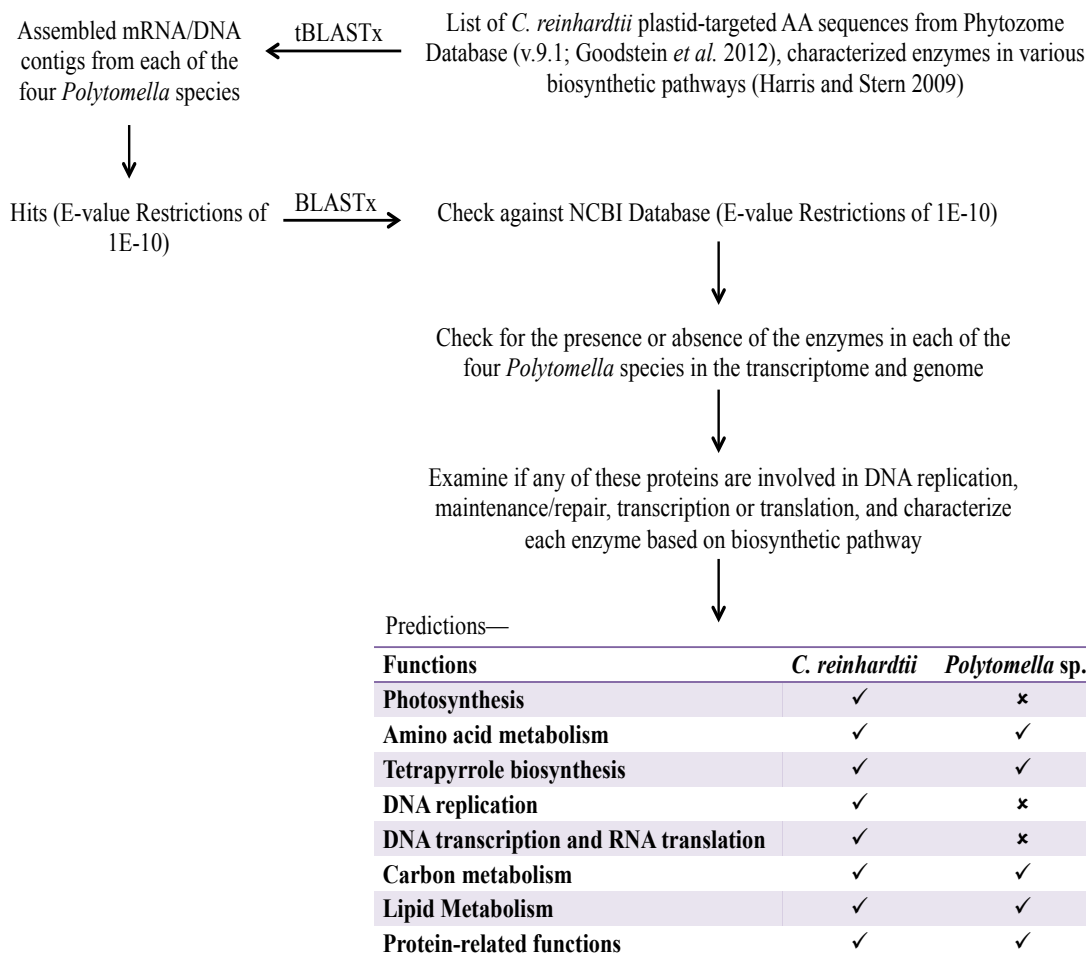 Assembled mRNA/DNA
contigs from each of the
four Polytomella species
tBLASTx
List of C. reinhardtii plastid-targeted AA sequences from Phytozome
Database (v.9.1; Goodstein et al. 2012), characterized enzymes in various
biosynthetic pathways (Harris and Stern 2009)
Hits (E-value Restrictions of
1E-10)
BLASTx
Check against NCBI Database (E-value Restrictions of 1E-10)
Check for the presence or absence of the enzymes in each of the
four Polytomella species in the transcriptome and genome
Examine if any of these proteins are involved in DNA replication,
maintenance/repair, transcription or translation, and characterize
each enzyme based on biosynthetic pathway
Predictions—
Functions C. reinhardtii Polytomella sp.
Photosynthesis ✓ ✗
Amino acid metabolism ✓ ✓
Tetrapyrrole biosynthesis ✓ ✓
DNA replication ✓ ✗
DNA transcription and RNA translation ✓ ✗
Carbon metabolism ✓ ✓
Lipid Metabolism ✓ ✓
Protein-related functions ✓ ✓